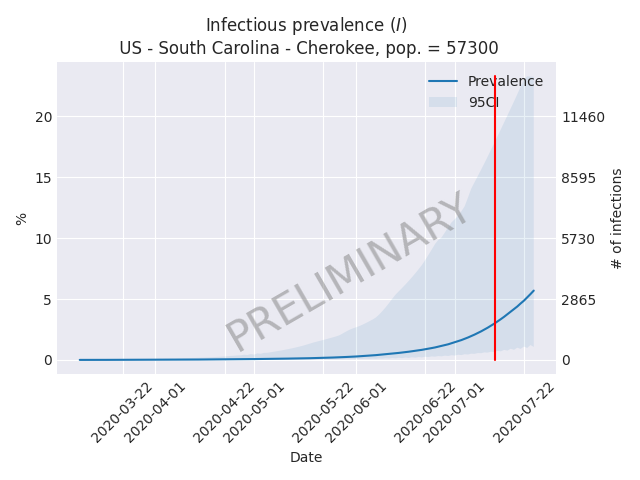 Infectious prevalence (I)
US - South Carolina - Cherokee, pop. = 57300
Prevalence
95CI
20
15
10
5
0
%
11460
8595
5730
2865
0
# of infections
PRELIMINARY
2020-03-22
2020-04-01
2020-04-22
2020-05-01
2020-05-22
2020-06-01
2020-06-22
2020-07-01
2020-07-22
Date